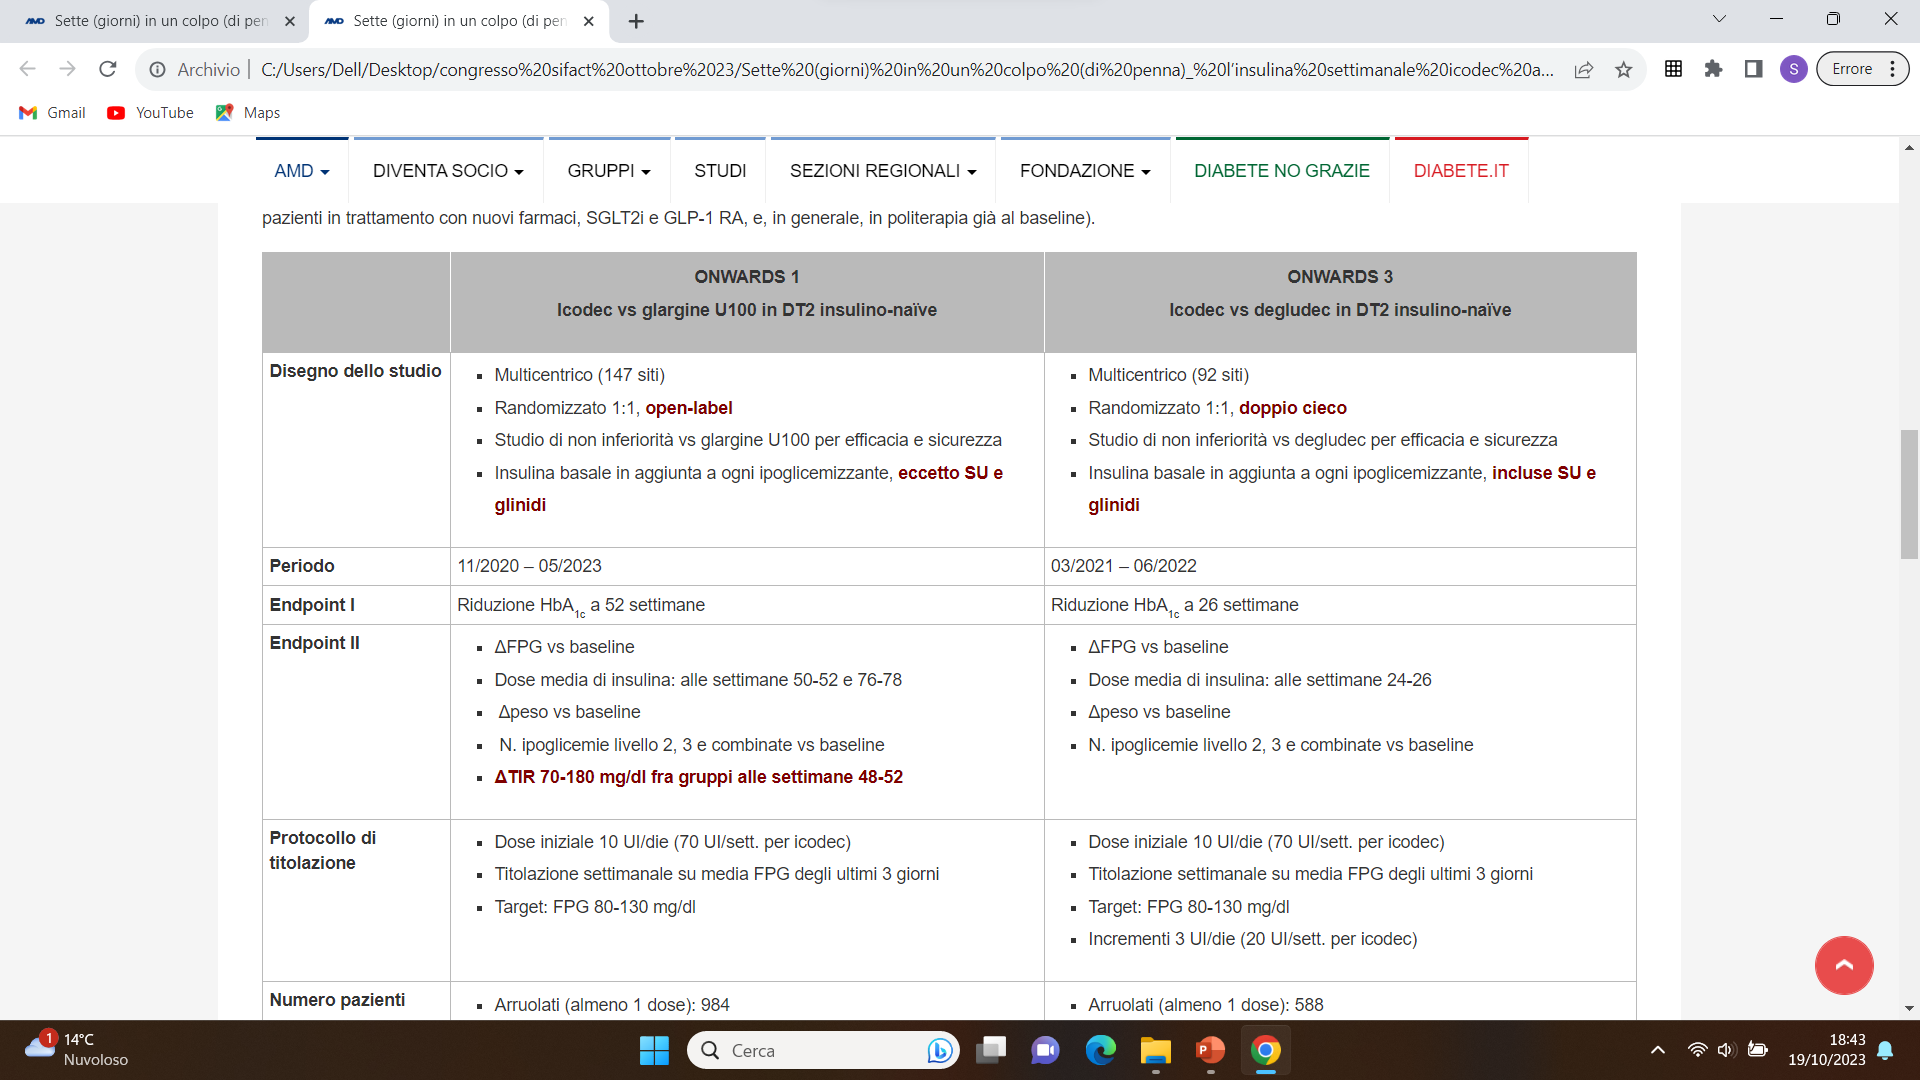 AMD Sette (giorni) in un colpo (di pen
AMD Sette (giorni) in un colpo (di pen
Archivio | C:/Users/Dell/Desktop/congresso%20sifact%20ottobre%202023/Sette%20(giorni)%20in%20un%20colpo%20(di%20penna)_%20l'insulina%20settimanale%20icodec%20a...
S
Errore
Gmail YouTube Maps
AMD DIVENTA SOCIO GRUPPI STUDI SEZIONI REGIONALI FONDAZIONE DIABETE NO GRAZIE DIABETE.IT
pazienti in trattamento con nuovi farmaci, SGLT2i e GLP-1 RA, e, in generale, in politerapia già al baseline).
ONWARDS 1
Icodec vs glargine U100 in DT2 insulino-naïve
ONWARDS 3
Icodec vs degludec in DT2 insulino-naïve
Disegno dello studio
▪ Multicentrico (147 siti)
▪ Randomizzato 1:1, open-label
▪ Studio di non inferiorità vs glargine U100 per efficacia e sicurezza
▪ Insulina basale in aggiunta a ogni ipoglicemizzante, eccetto SU e
glinidi
▪ Multicentrico (92 siti)
▪ Randomizzato 1:1, doppio cieco
▪ Studio di non inferiorità vs degludec per efficacia e sicurezza
▪ Insulina basale in aggiunta a ogni ipoglicemizzante, incluse SU e
glinidi
Periodo
11/2020 – 05/2023
03/2021 – 06/2022
Endpoint I
Riduzione HbA1c a 52 settimane
Riduzione HbA1c a 26 settimane
Endpoint II
▪ ΔFPG vs baseline
▪ Dose media di insulina: alle settimane 50-52 e 76-78
▪ Δpeso vs baseline
▪ N. ipoglicemie livello 2, 3 e combinate vs baseline
▪ ΔTIR 70-180 mg/dl fra gruppi alle settimane 48-52
▪ ΔFPG vs baseline
▪ Dose media di insulina: alle settimane 24-26
▪ Δpeso vs baseline
▪ N. ipoglicemie livello 2, 3 e combinate vs baseline
Protocollo di
titolazione
▪ Dose iniziale 10 UI/die (70 UI/sett. per icodec)
▪ Titolazione settimanale su media FPG degli ultimi 3 giorni
▪ Target: FPG 80-130 mg/dl
▪ Dose iniziale 10 UI/die (70 UI/sett. per icodec)
▪ Titolazione settimanale su media FPG degli ultimi 3 giorni
▪ Target: FPG 80-130 mg/dl
▪ Incrementi 3 UI/die (20 UI/sett. per icodec)
Numero pazienti
▪ Arruolati (almeno 1 dose): 984
▪ Arruolati (almeno 1 dose): 588
1
14°C
Nuvoloso
Cerca
P
18:43
19/10/2023